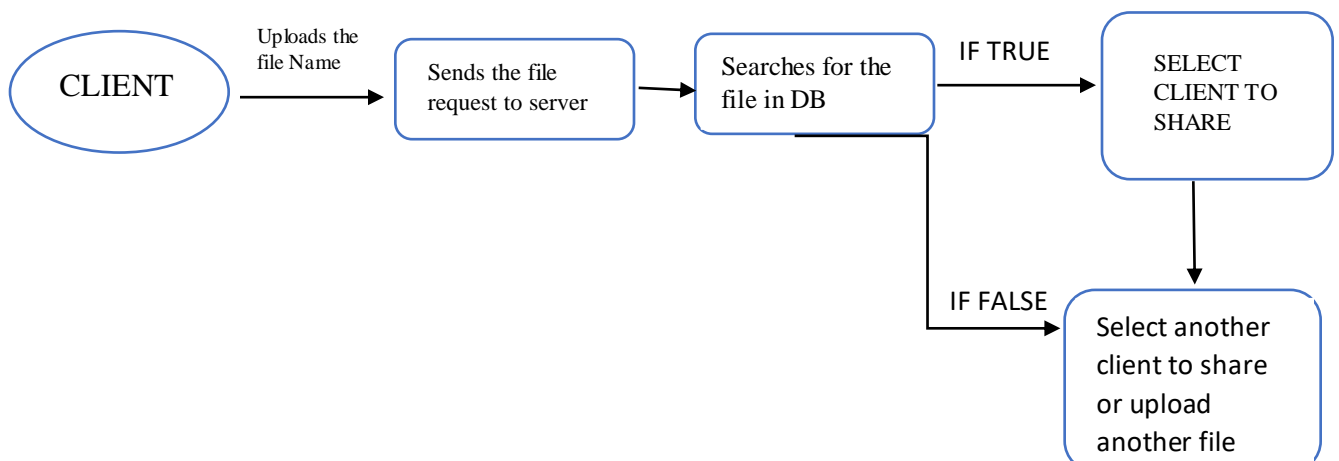 CLIENT
Uploads the
file Name
Sends the file
request to server
Searches for the
file in DB
IF TRUE
SELECT
CLIENT TO
SHARE
IF FALSE
Select another
client to share
or upload
another file